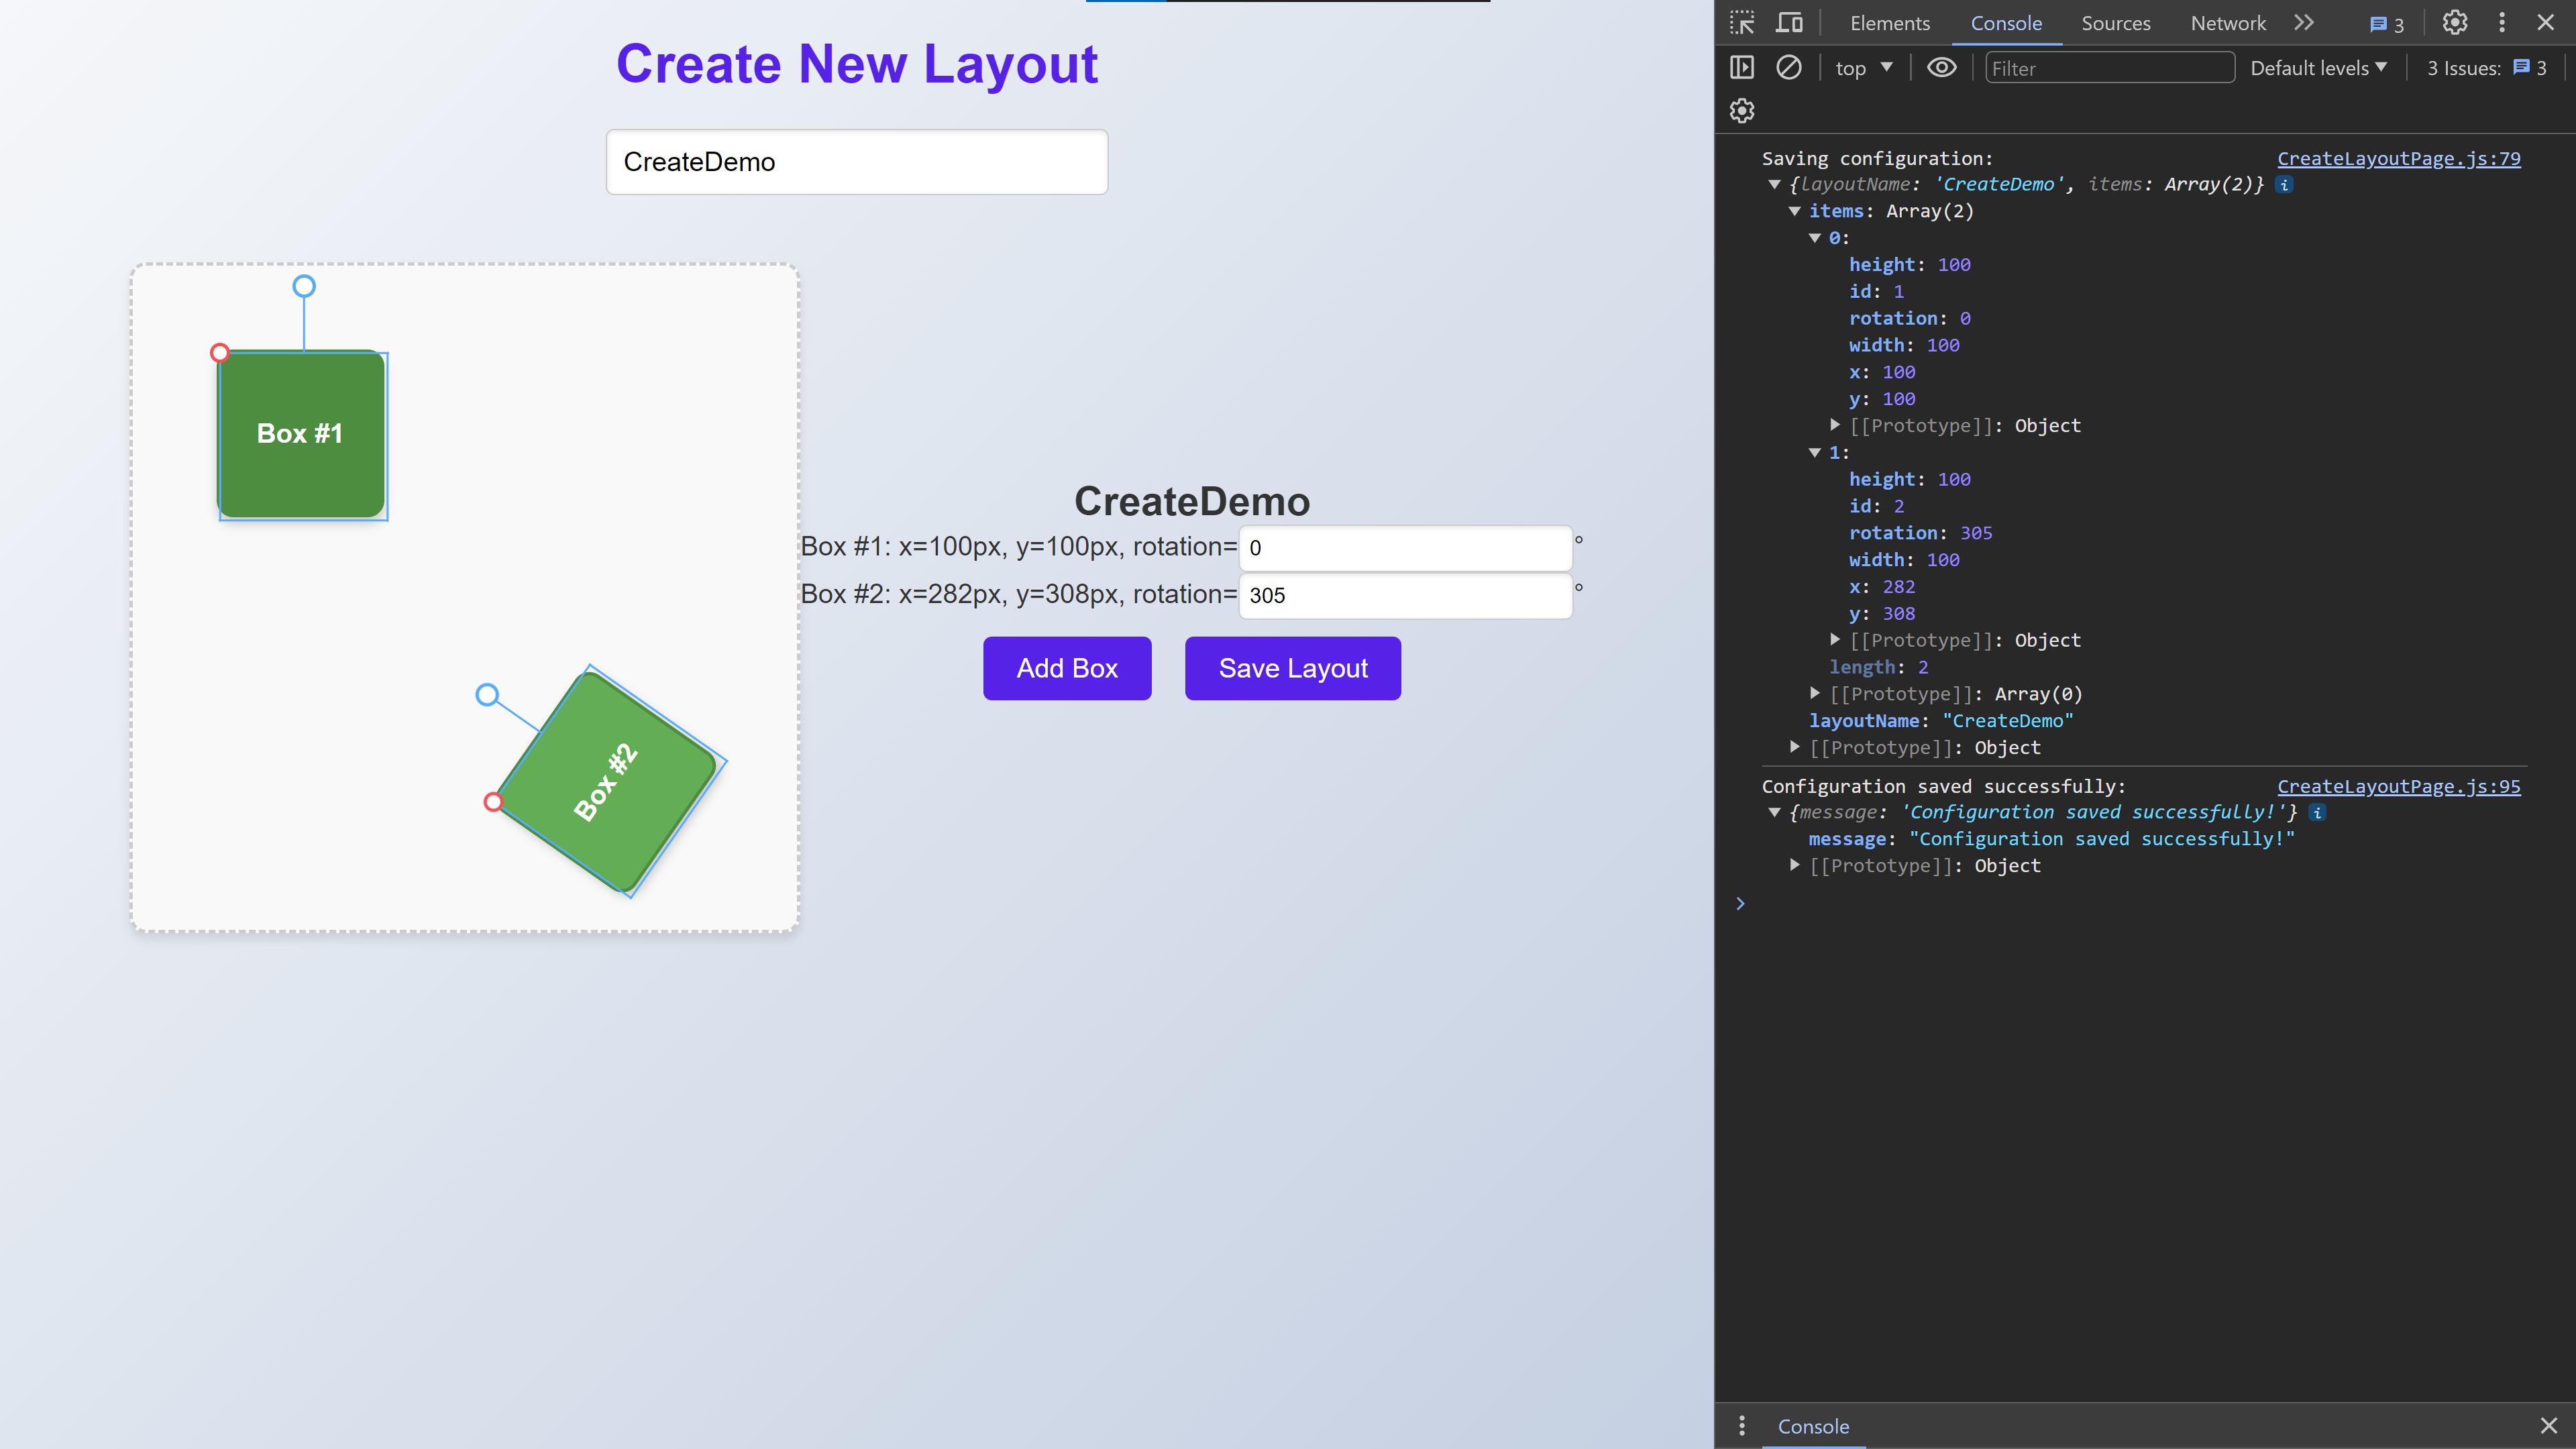 Create New Layout
CreateDemo
Box #1
Box #2
CreateDemo
Box #1: x=100px, y=100px, rotation= 0 °
Box #2: x=282px, y=308px, rotation= 305 °
Add Box Save Layout
Elements Console Sources Network 3
top Filter Default levels 3 Issues: 3
Saving configuration: CreateLayoutPage.js:79
{layoutName: 'CreateDemo', items: Array(2)} i
items: Array(2)
0:
height: 100
id: 1
rotation: 0
width: 100
x: 100
y: 100
[[Prototype]]: Object
1:
height: 100
id: 2
rotation: 305
width: 100
x: 282
y: 308
[[Prototype]]: Object
length: 2
[[Prototype]]: Array(0)
layoutName: "CreateDemo"
[[Prototype]]: Object
Configuration saved successfully: CreateLayoutPage.js:95
{message: 'Configuration saved successfully!'} i
message: "Configuration saved successfully!"
[[Prototype]]: Object
Console